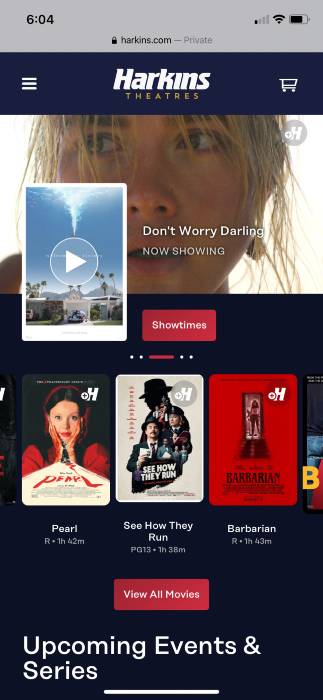 6:04
harkins.com — Private
Harkins
THEATRES
Don't Worry Darling
NOW SHOWING
Showtimes
PEARL
SEE HOW
THEY RUN
BARBARIAN
B
Pearl
R • 1h 42m
See How They
Run
PG13 • 1h 38m
Barbarian
R • 1h 43m
View All Movies
Upcoming Events &
Series